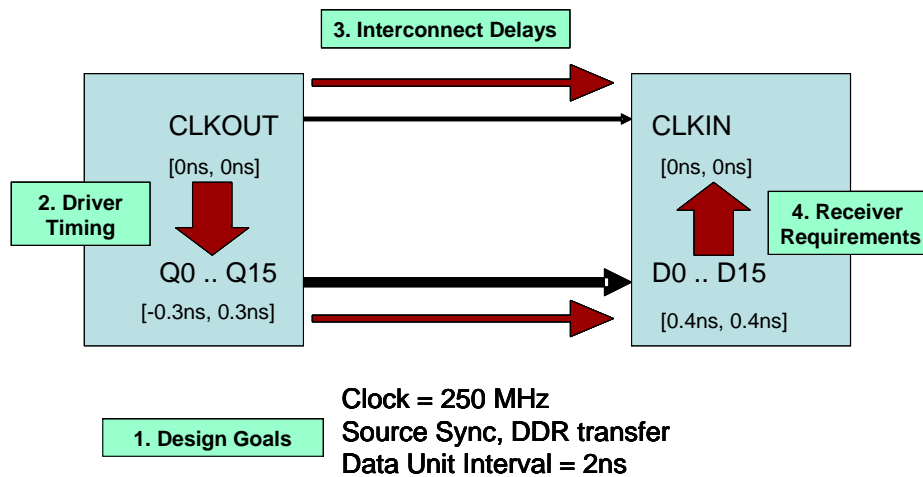 3. Interconnect Delays
CLKOUT
CLKIN
[0ns, 0ns]
[0ns, 0ns]
2. Driver
Timing
4. Receiver
Requirements
Q0 .. Q15
D0 .. D15
[-0.3ns, 0.3ns]
[0.4ns, 0.4ns]
1. Design Goals
Clock = 250 MHz
Source Sync, DDR transfer
Data Unit Interval = 2ns